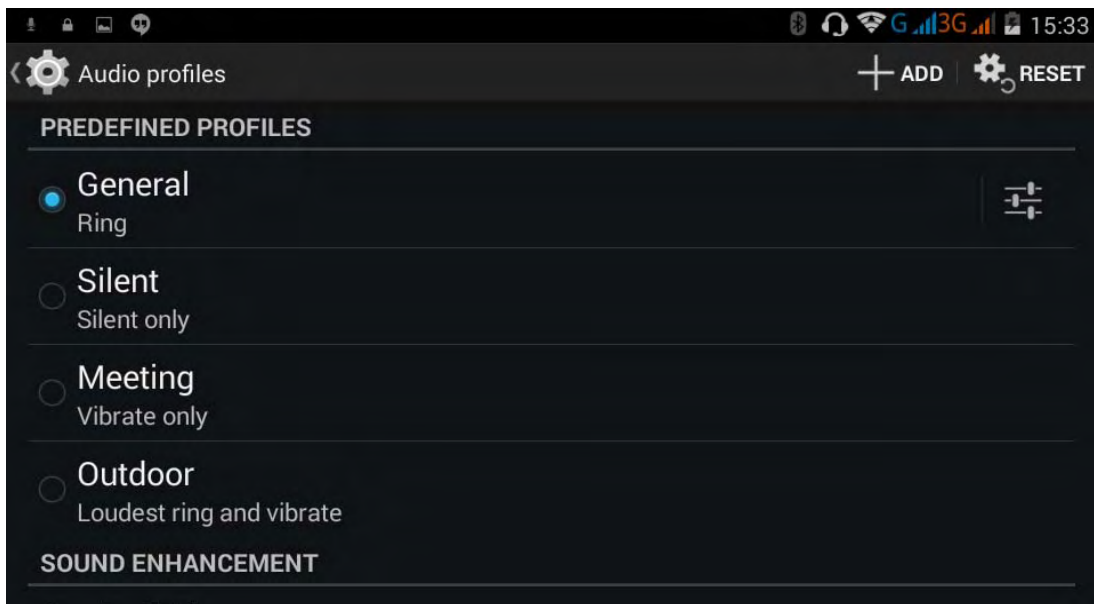 G 3G 15:33
Audio profiles ADD RESET
PREDEFINED PROFILES
General
Ring
Silent
Silent only
Meeting
Vibrate only
Outdoor
Loudest ring and vibrate
SOUND ENHANCEMENT